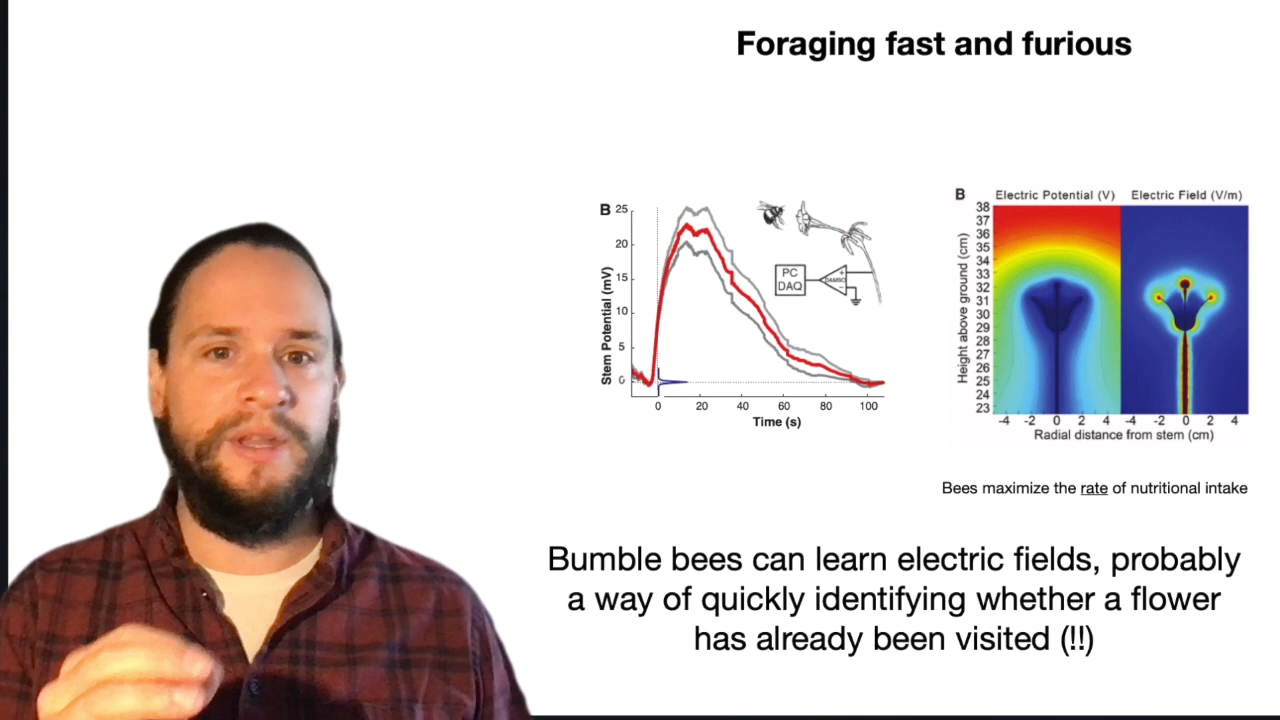 Foraging fast and furious
B
25
20
15
10
5
0
Stem Potential (mV)
0 20 40 60 80 100
Time (s)
PC
DAQ
B Electric Potential (V) Electric Field (V/m)
38
37
36
35
34
33
32
31
30
29
28
27
26
25
24
23
Height above ground (cm)
-4 -2 0 2 4 -4 -2 0 2 4
Radial distance from stem (cm)
Bees maximize the rate of nutritional intake
Bumble bees can learn electric fields, probably
a way of quickly identifying whether a flower
has already been visited (!!)